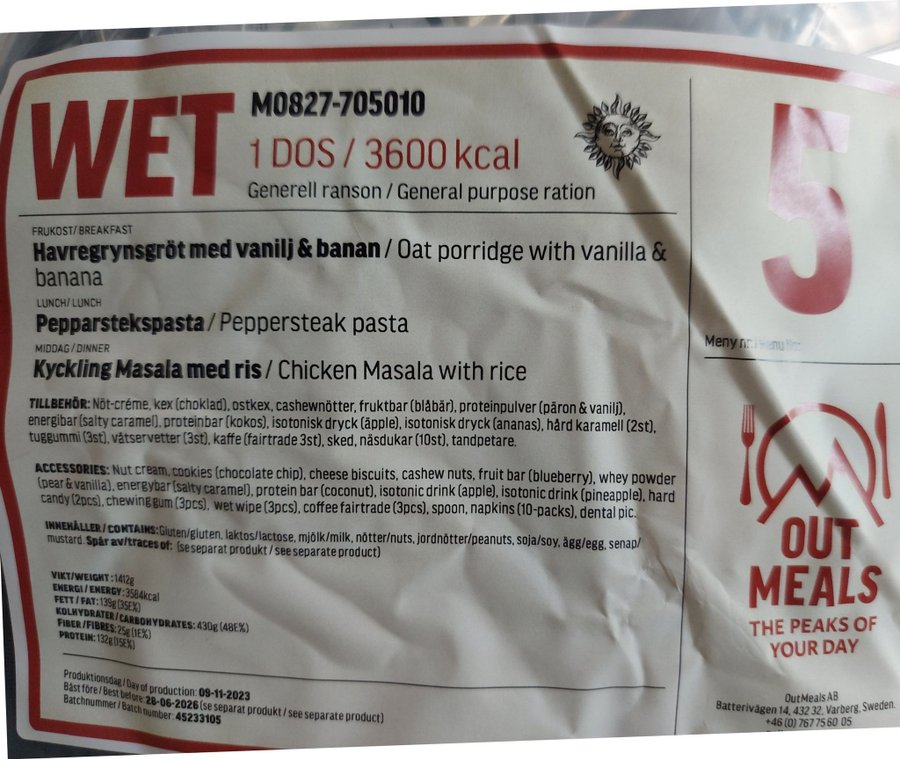 WET
M0827-705010
1 DOS / 3600 kcal
Generell ranson / General purpose ration
FRUKOST/BREAKFAST
Havregrynsgröt med vanilj & banan / Oat porridge with vanilla &
banana
LUNCH/LUNCH
Pepparstekspasta / Peppersteak pasta
MIDDAG/DINNER
Kyckling Masala med ris / Chicken Masala with rice
TILLBEHÖR: Nöt-créme, kex (choklad), ostkex, cashewnötter, fruktbar (blåbär), proteinpulver (päron & vanilj),
energibar (salty caramel), proteinbar (kokos), isotonisk dryck (äpple), isotonisk dryck (ananas), hård karamell (2st),
tuggummi (3st), våtservetter (3st), kaffe (fairtrade 3st), sked, näsdukar (10st), tandpetare.
ACCESSORIES: Nut cream, cookies (chocolate chip), cheese biscuits, cashew nuts, fruit bar (blueberry), whey powder
(pear & vanilla), energybar (salty caramel), protein bar (coconut), isotonic drink (apple), isotonic drink (pineapple), hard
candy (2pcs), chewing gum (3pcs), wet wipe (3pcs), coffee fairtrade (3pcs), spoon, napkins (10-packs), dental pic.
INNEHÅLLER / CONTAINS: Gluten/gluten, laktos/lactose, mjölk/milk, nötter/nuts, jordnötter/peanuts, soja/soy, ägg/egg, senap/
mustard. Spår av/traces of: (se separat produkt / see separate product)
VIKT/WEIGHT: 1412g
ENERGI / ENERGY: 3584kcal
FETT / FAT: 139g (35E%)
KOLHYDRATER / CARBOHYDRATES: 430g (48E%)
FIBER/FIBRES: 25g (1E%)
PROTEIN: 132g (15E%)
Produktionsdag / Day of production: 09-11-2023
Bäst före / Best before: 28-06-2026 (se separat produkt / see separate product)
Batchnummer / Batch number: 45233105
5
Meny nr:
OUT
MEALS
THE PEAKS OF
YOUR DAY
OutMeals AB
Batterivägen 14, 432 32, Varberg, Sweden.
+46 (0) 767 75 60 05